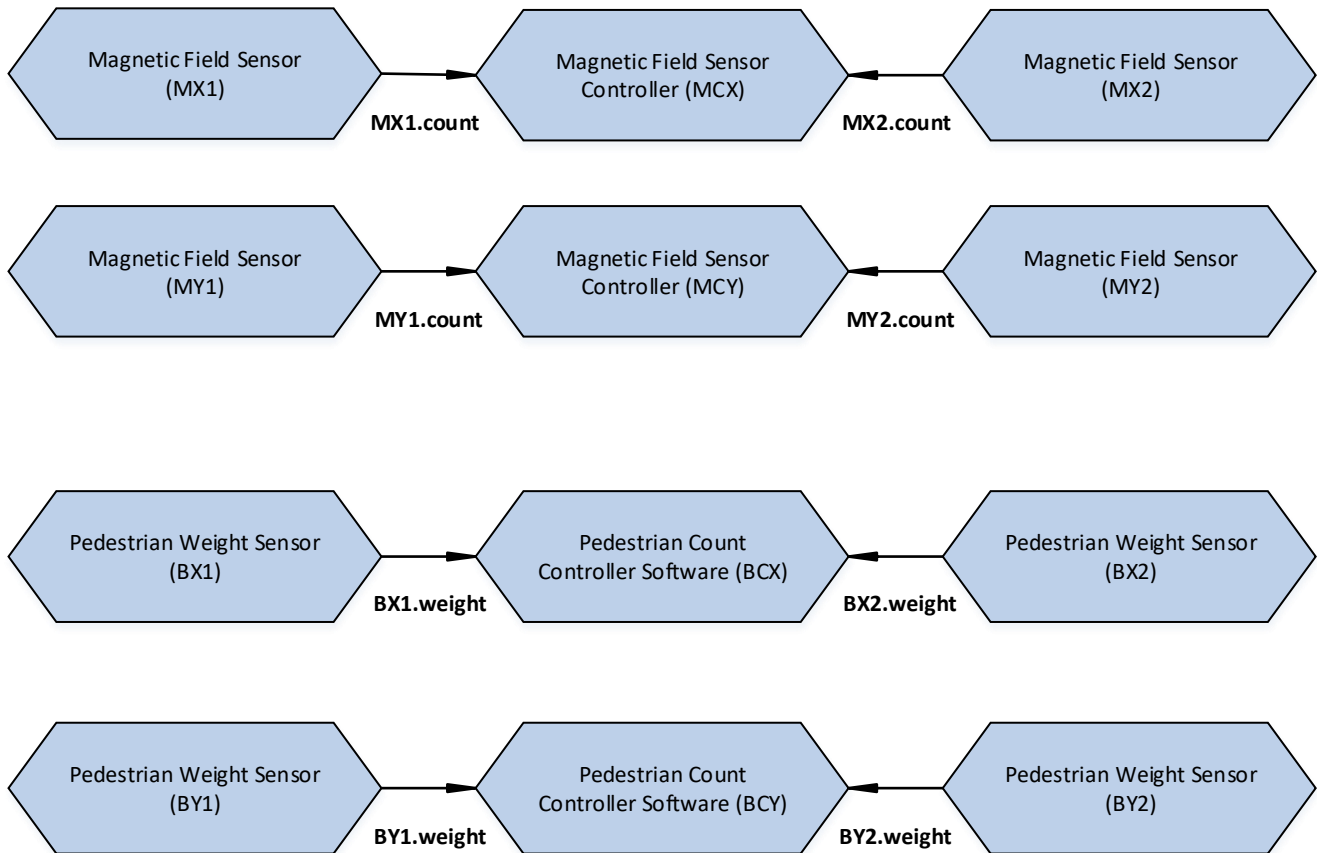 Magnetic Field Sensor
(MX1)
MX1.count
Magnetic Field Sensor
Controller (MCX)
MX2.count
Magnetic Field Sensor
(MX2)
Magnetic Field Sensor
(MY1)
MY1.count
Magnetic Field Sensor
Controller (MCY)
MY2.count
Magnetic Field Sensor
(MY2)
Pedestrian Weight Sensor
(BX1)
BX1.weight
Pedestrian Count
Controller Software (BCX)
BX2.weight
Pedestrian Weight Sensor
(BX2)
Pedestrian Weight Sensor
(BY1)
BY1.weight
Pedestrian Count
Controller Software (BCY)
BY2.weight
Pedestrian Weight Sensor
(BY2)